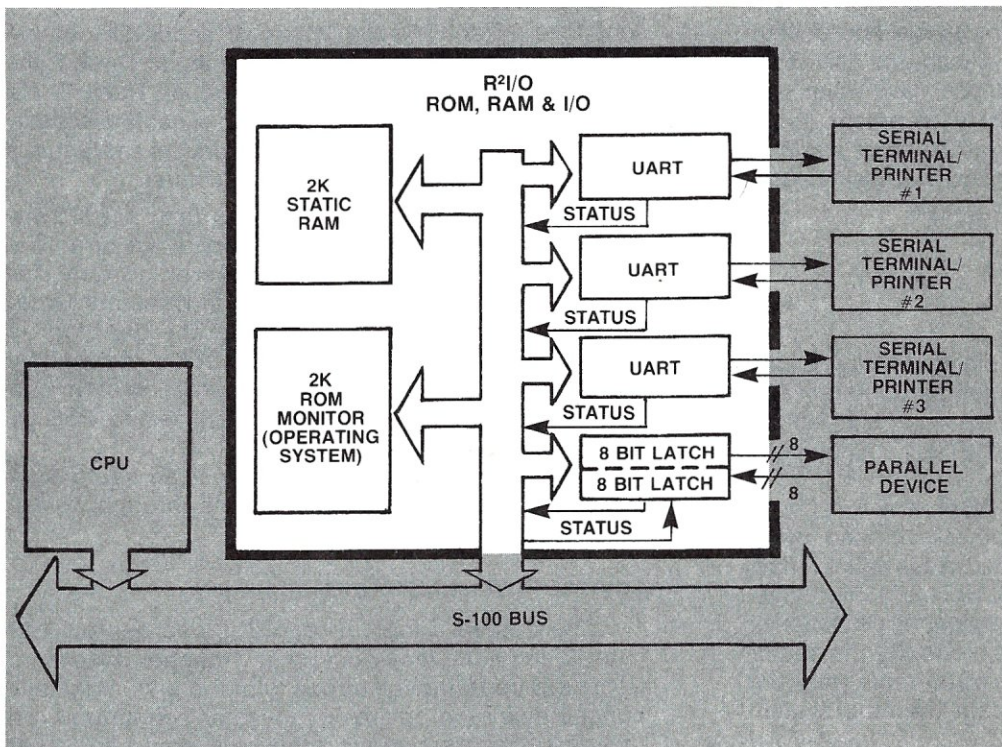 R²I/O
ROM, RAM & I/O
2K
STATIC
RAM
UART
STATUS
SERIAL
TERMINAL/
PRINTER
#1
UART
STATUS
SERIAL
TERMINAL/
PRINTER
#2
2K
ROM
MONITOR
(OPERATING
SYSTEM)
UART
STATUS
SERIAL
TERMINAL/
PRINTER
#3
CPU
8 BIT LATCH
8 BIT LATCH
STATUS
8
8
PARALLEL
DEVICE
S-100 BUS